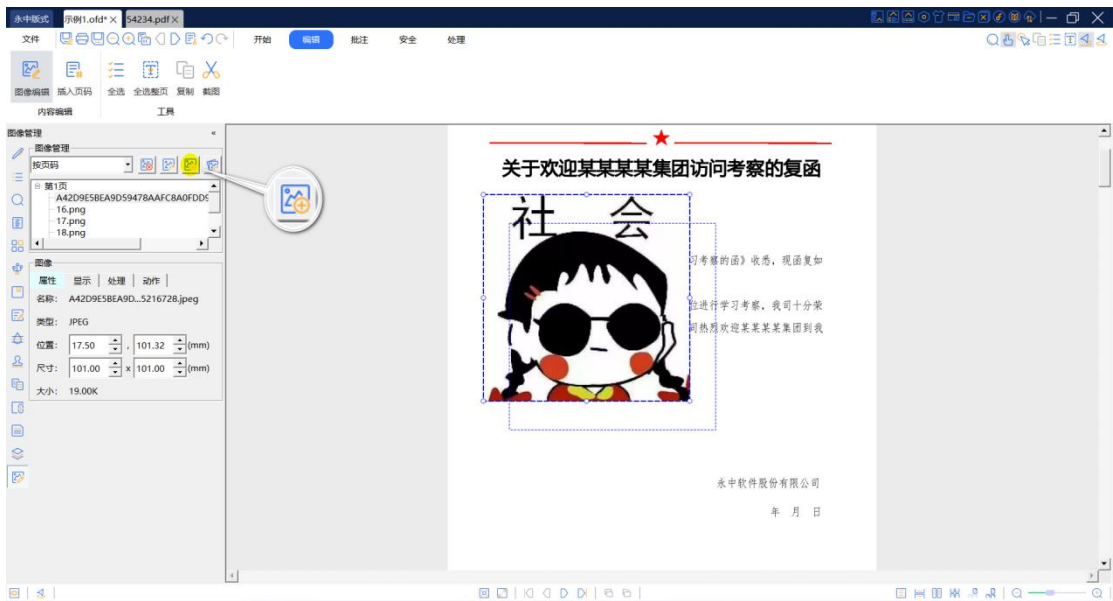 永中版式 示例1.ofd* × 54234.pdf ×
文件 开始 编辑 批注 安全 处理
图像编辑 插入页码 全选 全选整页 复制 截图
内容编辑 工具
图像管理 «
图像管理
按页码
第1页
A42D9E5BEA9D59478AAFC8A0FDD5
16.png
17.png
18.png
图像
属性 显示 处理 动作
名称: A42D9E5BEA9D...5216728.jpeg
类型: JPEG
位置: 17.50 , 101.32 (mm)
尺寸: 101.00 x 101.00 (mm)
大小: 19.00K
关于欢迎某某某某集团访问考察的复函
社 会
习考察的函》收悉，现函复如
位进行学习考察。我司十分荣
司热烈欢迎某某某某集团到我
永中软件股份有限公司
年 月 日